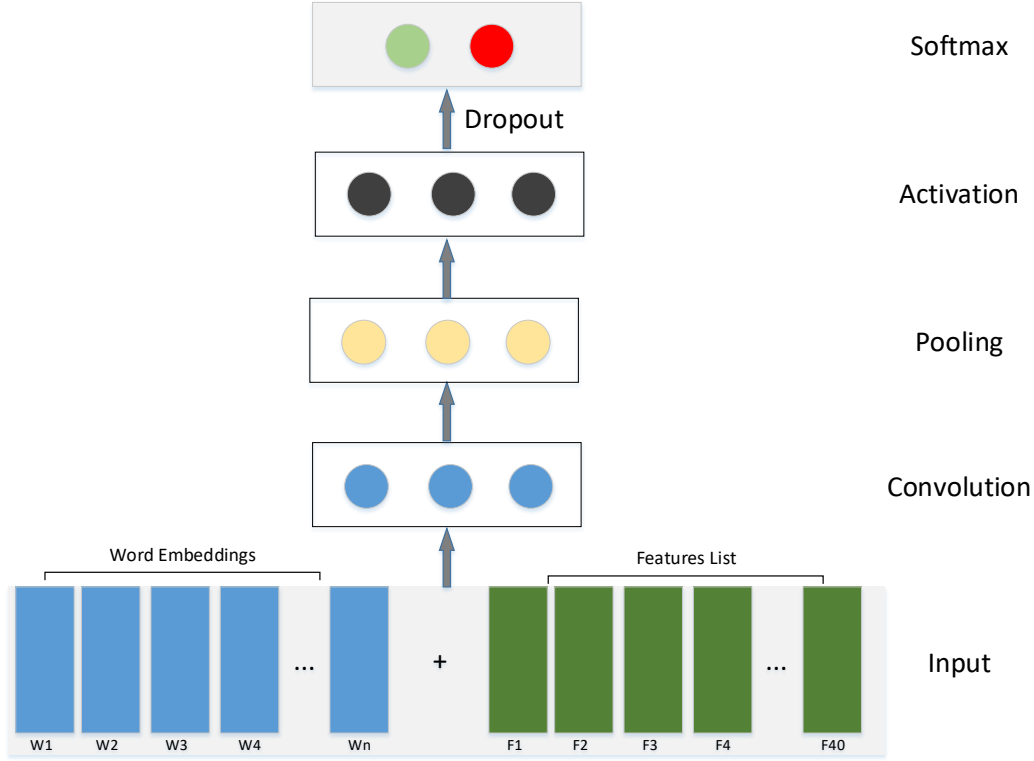 Softmax
Dropout
Activation
Pooling
Convolution
Word Embeddings
Features List
... + ...
Input
W1 W2 W3 W4 Wn F1 F2 F3 F4 F40